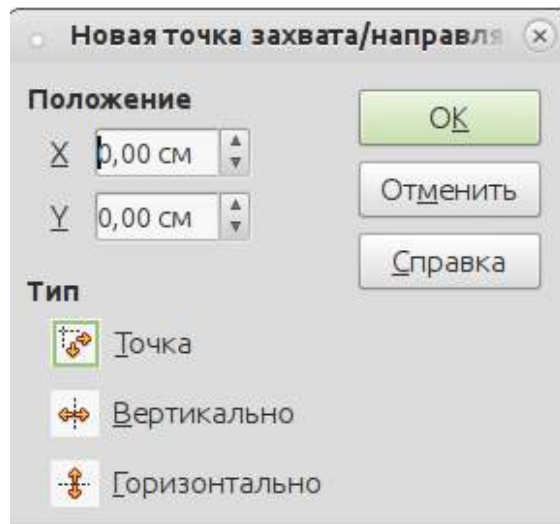 Новая точка захвата/направля
Положение
X 0,00 см
Y 0,00 см
OK
Отменить
Справка
Тип
Точка
Вертикально
Горизонтально